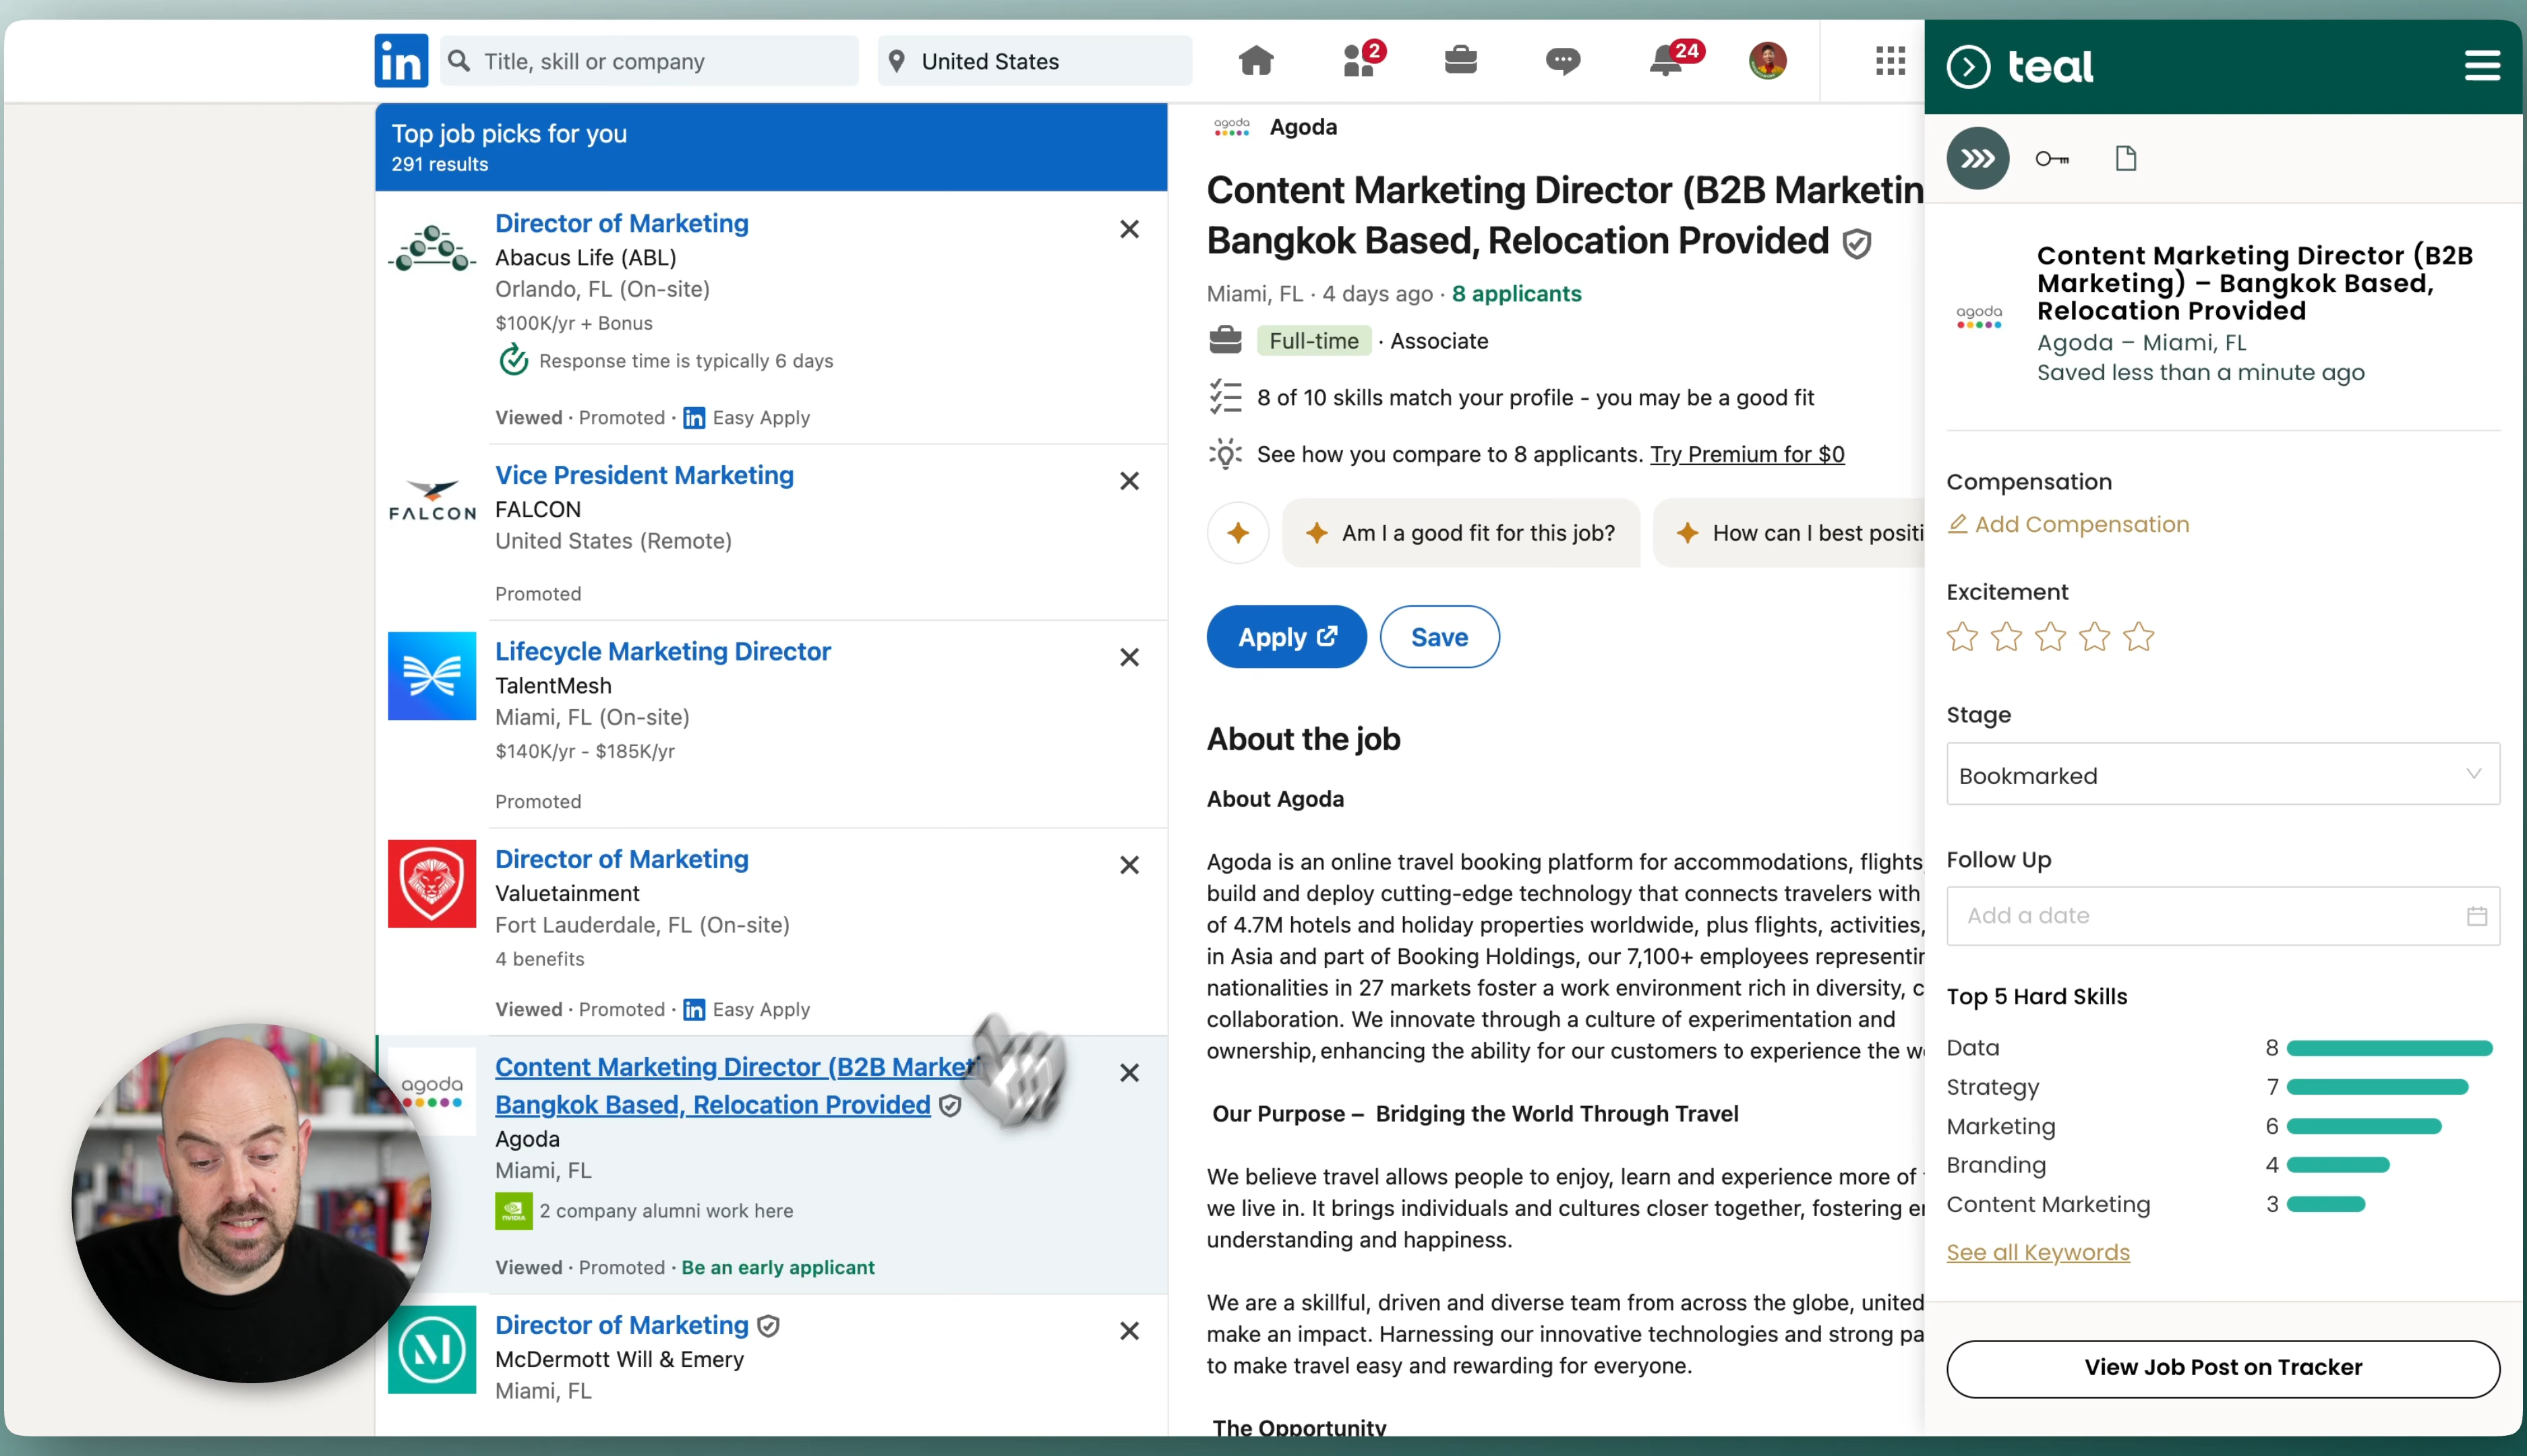 in
Title, skill or company
United States
2
24
Top job picks for you
291 results
Director of Marketing
Abacus Life (ABL)
Orlando, FL (On-site)
$100K/yr + Bonus
Response time is typically 6 days
Viewed · Promoted · in Easy Apply
FALCON
Vice President Marketing
FALCON
United States (Remote)
Promoted
Lifecycle Marketing Director
TalentMesh
Miami, FL (On-site)
$140K/yr - $185K/yr
Promoted
Director of Marketing
Valuetainment
Fort Lauderdale, FL (On-site)
4 benefits
Viewed · Promoted · in Easy Apply
agoda
Content Marketing Director (B2B Market
Bangkok Based, Relocation Provided
Agoda
Miami, FL
NVIDIA
2 company alumni work here
Viewed · Promoted · Be an early applicant
M
Director of Marketing
McDermott Will & Emery
Miami, FL
agoda
Agoda
Content Marketing Director (B2B Marketin
Bangkok Based, Relocation Provided
Miami, FL · 4 days ago · 8 applicants
Full-time · Associate
8 of 10 skills match your profile - you may be a good fit
See how you compare to 8 applicants. Try Premium for $0
Am I a good fit for this job?
How can I best positi
Apply
Save
About the job
About Agoda
Agoda is an online travel booking platform for accommodations, flights,
build and deploy cutting-edge technology that connects travelers with
of 4.7M hotels and holiday properties worldwide, plus flights, activities,
in Asia and part of Booking Holdings, our 7,100+ employees representin
nationalities in 27 markets foster a work environment rich in diversity, c
collaboration. We innovate through a culture of experimentation and
ownership, enhancing the ability for our customers to experience the w
Our Purpose – Bridging the World Through Travel
We believe travel allows people to enjoy, learn and experience more of
we live in. It brings individuals and cultures closer together, fostering e
understanding and happiness.
We are a skillful, driven and diverse team from across the globe, united
make an impact. Harnessing our innovative technologies and strong pa
to make travel easy and rewarding for everyone.
The Opportunity
teal
agoda
Content Marketing Director (B2B
Marketing) – Bangkok Based,
Relocation Provided
Agoda – Miami, FL
Saved less than a minute ago
Compensation
Add Compensation
Excitement
Stage
Bookmarked
Follow Up
Add a date
Top 5 Hard Skills
Data 8
Strategy 7
Marketing 6
Branding 4
Content Marketing 3
See all Keywords
View Job Post on Tracker